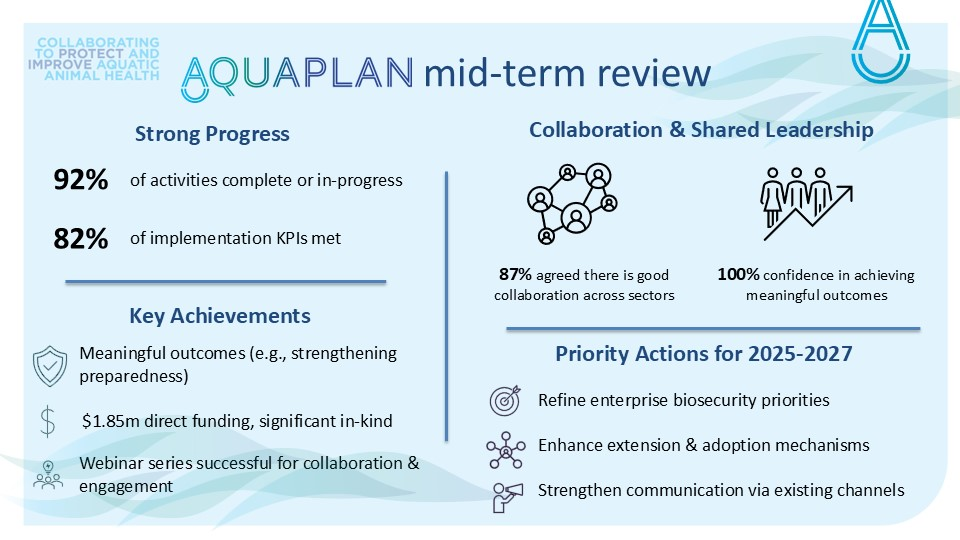 COLLABORATING
TO PROTECT AND
IMPROVE AQUATIC
ANIMAL HEALTH
AQUAPLAN mid-term review
Strong Progress
92% of activities complete or in-progress
82% of implementation KPIs met
Key Achievements
Meaningful outcomes (e.g., strengthening
preparedness)
$1.85m direct funding, significant in-kind
Webinar series successful for collaboration &
engagement
Collaboration & Shared Leadership
87% agreed there is good
collaboration across sectors
100% confidence in achieving
meaningful outcomes
Priority Actions for 2025-2027
Refine enterprise biosecurity priorities
Enhance extension & adoption mechanisms
Strengthen communication via existing channels